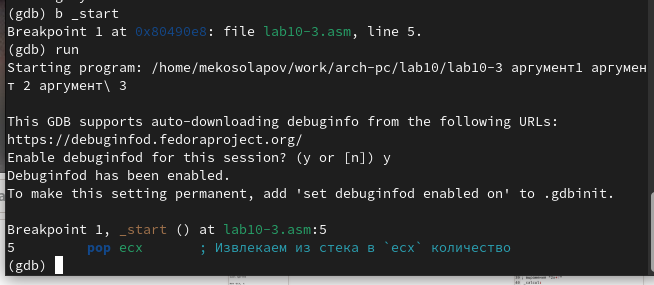 (gdb) b _start
Breakpoint 1 at 0x80490e8: file lab10-3.asm, line 5.
(gdb) run
Starting program: /home/mekosolapov/work/arch-pc/lab10/lab10-3 аргумент1 аргумен
т 2 аргумент\ 3
This GDB supports auto-downloading debuginfo from the following URLs:
https://debuginfod.fedoraproject.org/
Enable debuginfod for this session? (y or [n]) y
Debuginfod has been enabled.
To make this setting permanent, add 'set debuginfod enabled on' to .gdbinit.
Breakpoint 1, _start () at lab10-3.asm:5
5 pop ecx ; Извлекаем из стека в `ecx` количество
(gdb)